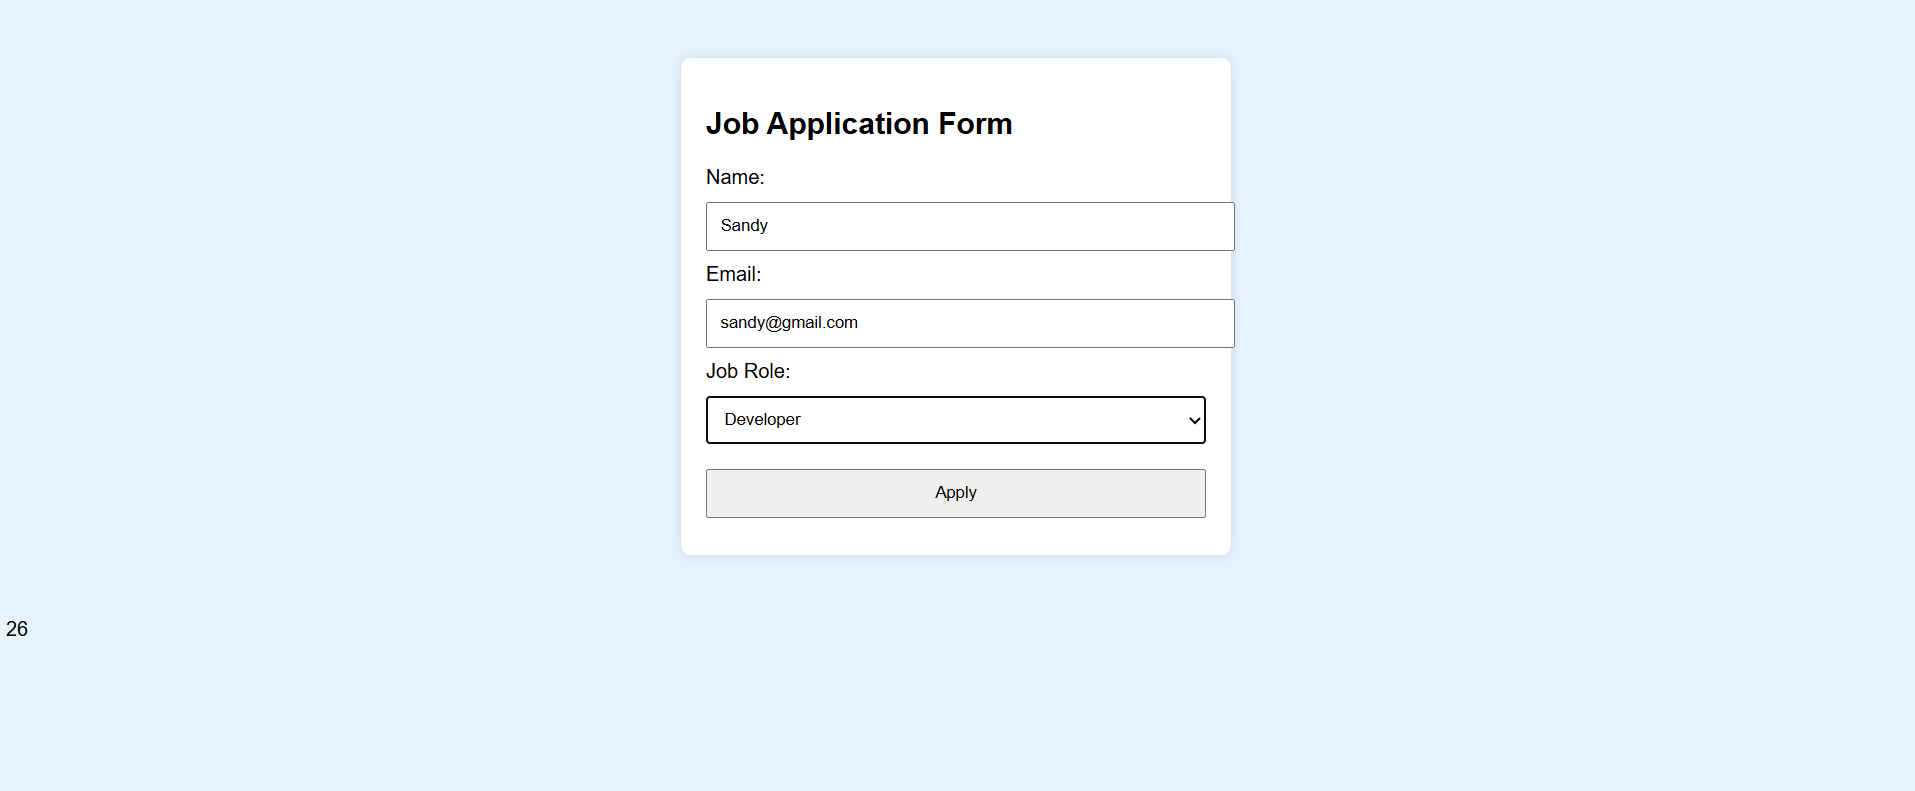 Job Application Form
Name:
Sandy
Email:
sandy@gmail.com
Job Role:
Developer
Apply
26